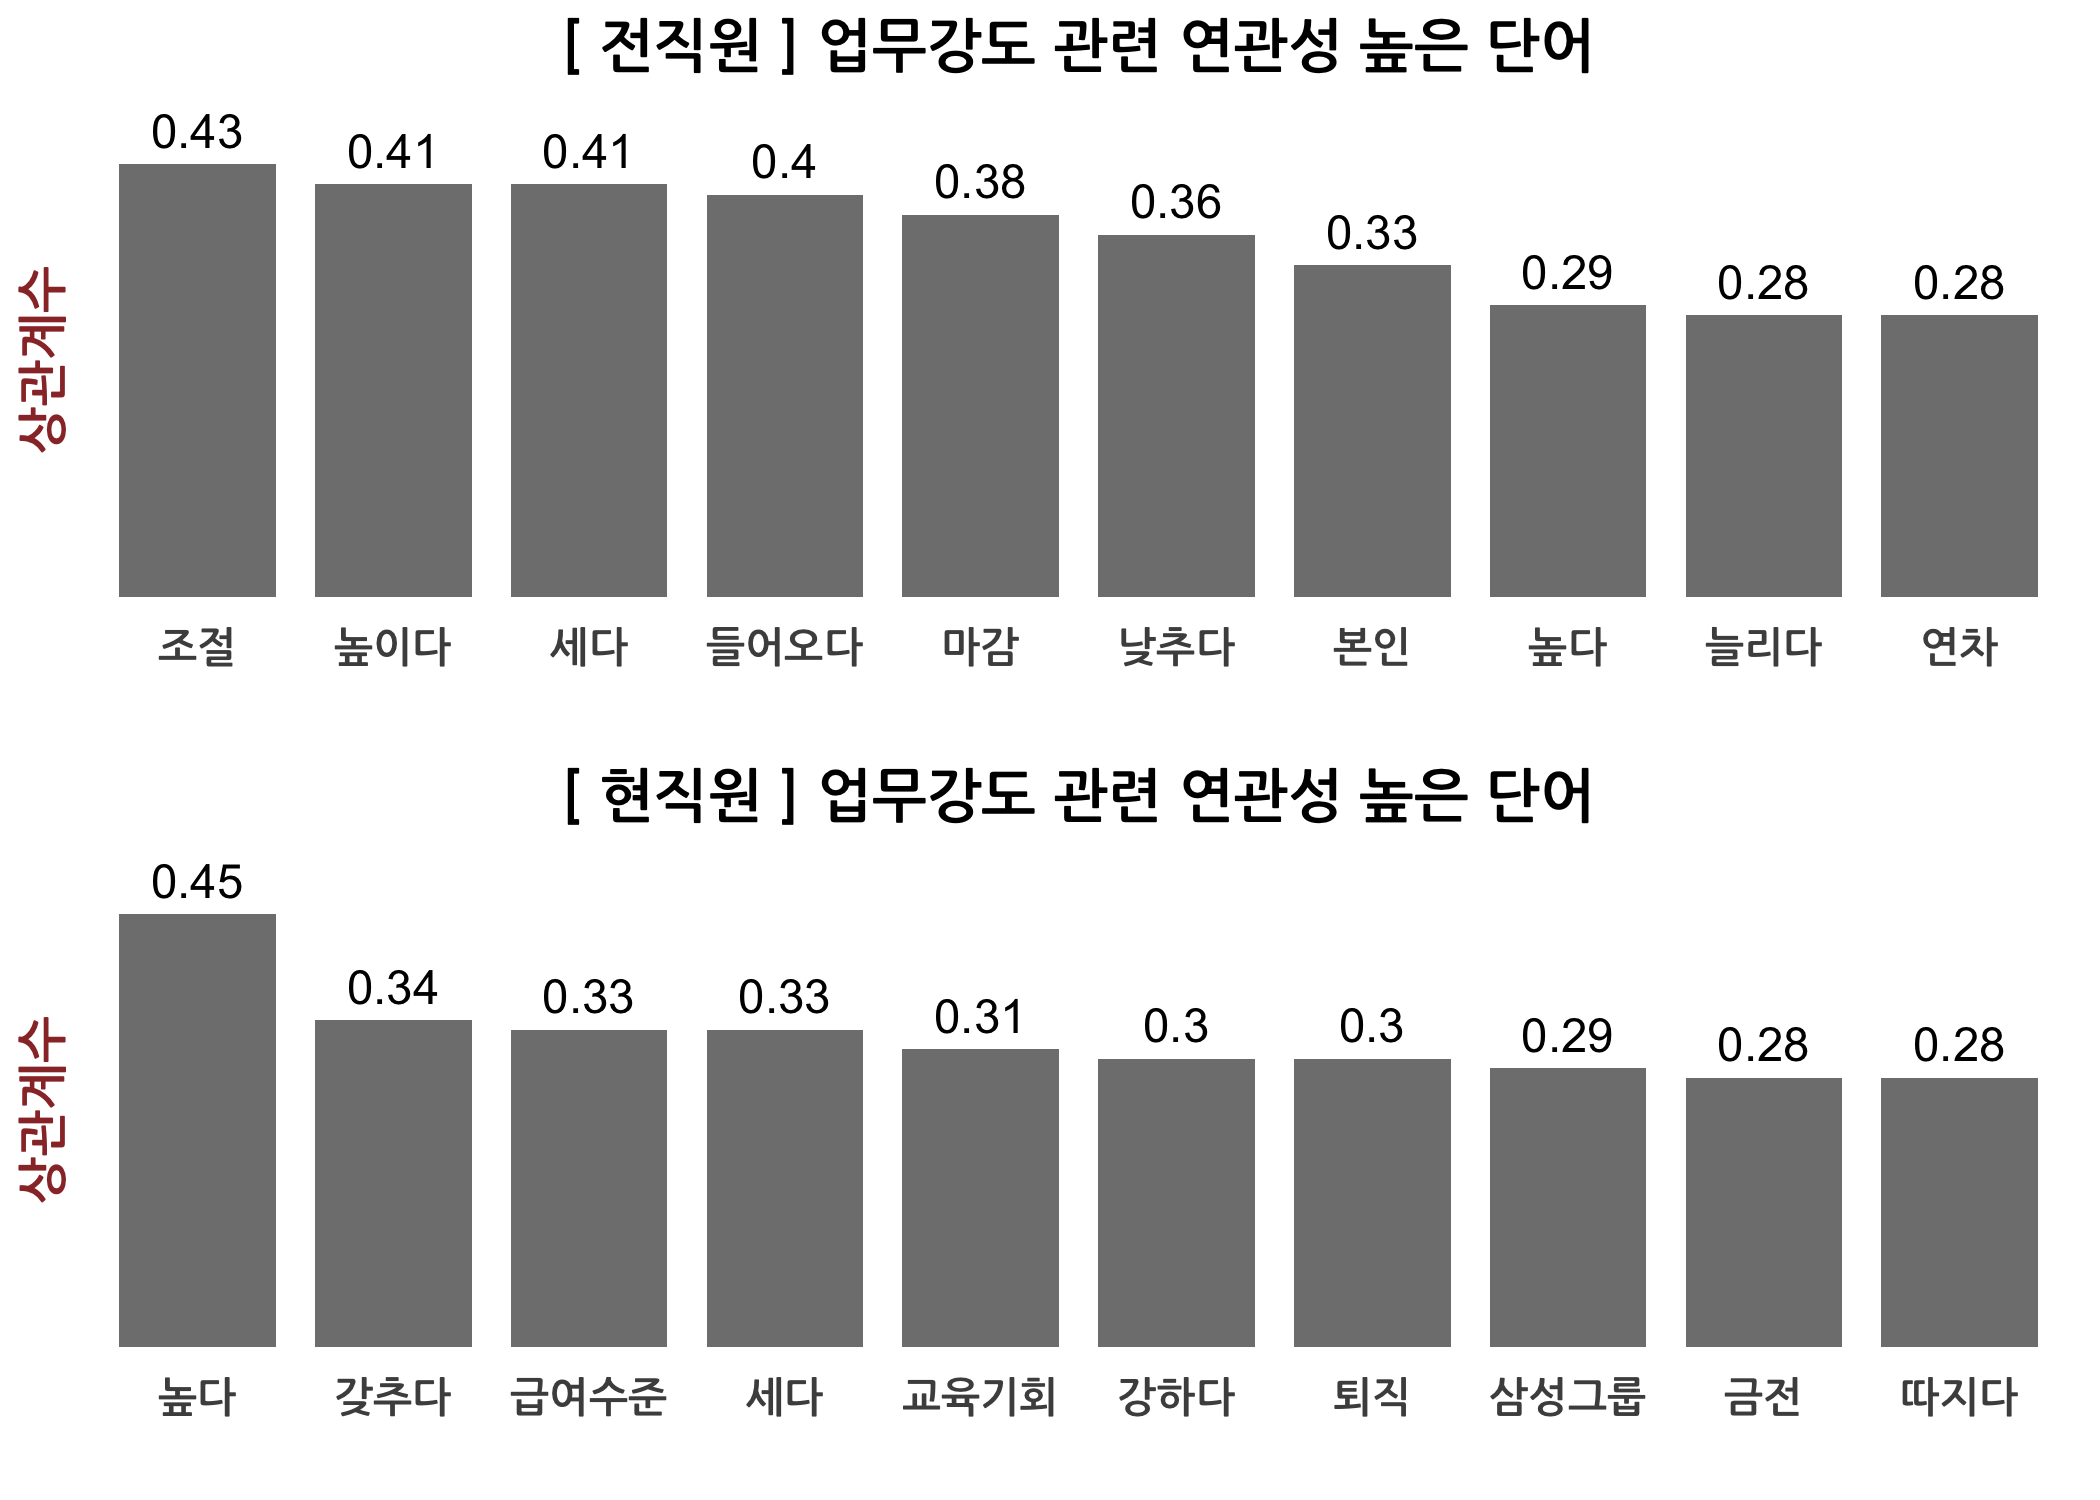 [ 전직원 ] 업무강도 관련 연관성 높은 단어
상관계수
0.43 0.41 0.41 0.4 0.38 0.36 0.33 0.29 0.28 0.28
조절 높이다 세다 들어오다 마감 낮추다 본인 높다 늘리다 연차
[ 현직원 ] 업무강도 관련 연관성 높은 단어
상관계수
0.45 0.34 0.33 0.33 0.31 0.3 0.3 0.29 0.28 0.28
높다 갖추다 급여수준 세다 교육기회 강하다 퇴직 삼성그룹 금전 따지다